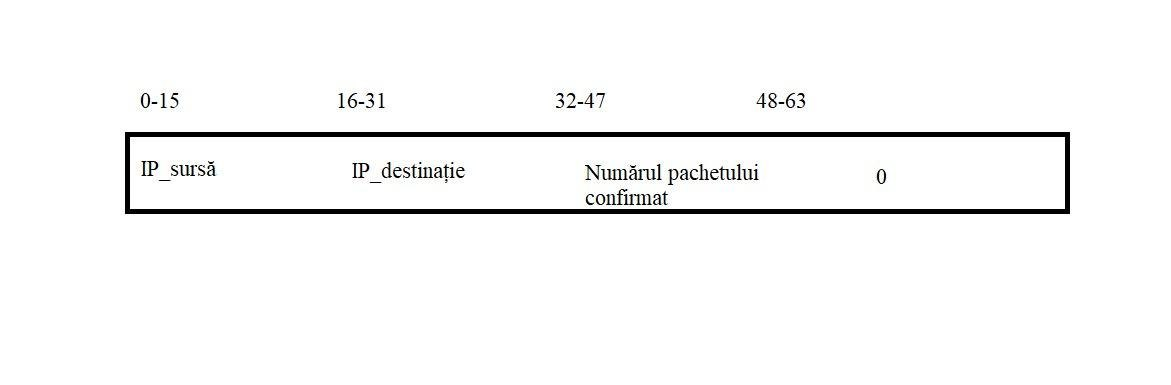 0-15 16-31 32-47 48-63
IP_sursă IP_destinație Numărul pachetului 0
confirmat